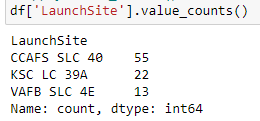 df['LaunchSite'].value_counts()
LaunchSite
CCAFS SLC 40    55
KSC LC 39A      22
VAFB SLC 4E     13
Name: count, dtype: int64